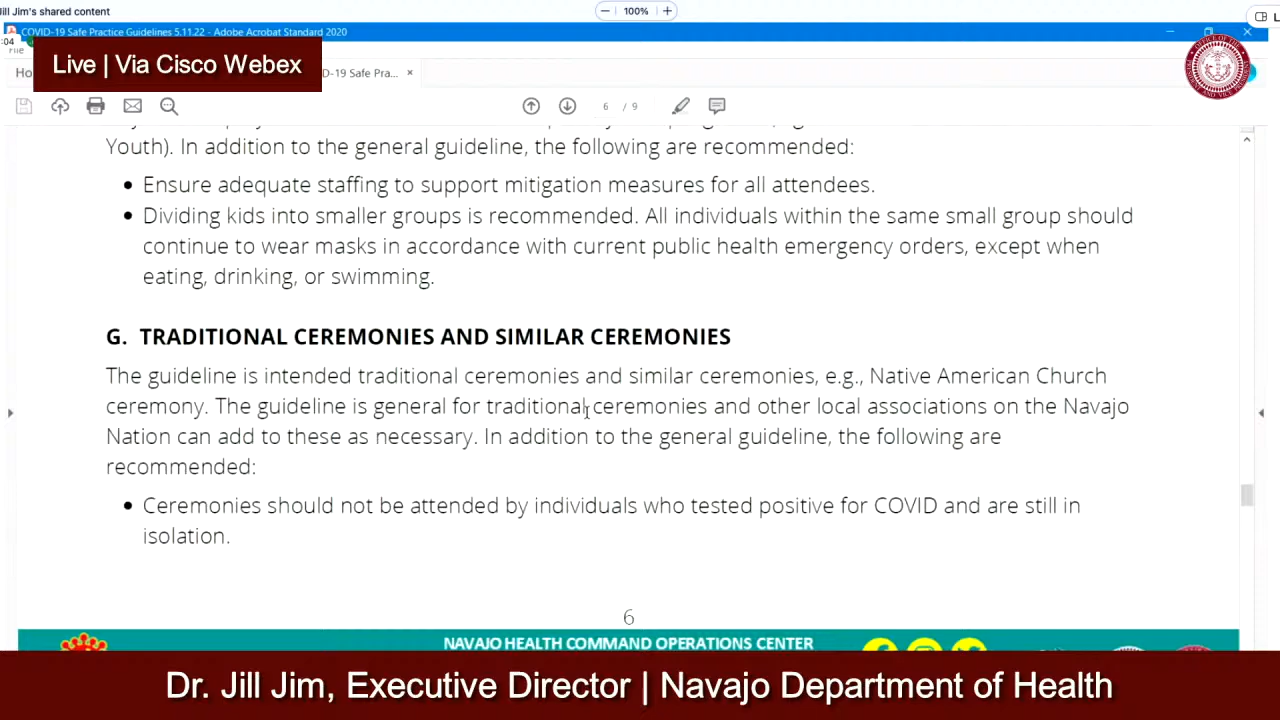 Jill Jim's shared content
100%
COVID-19 Safe Practice Guidelines 5.11.22 - Adobe Acrobat Standard 2020
:04
File
Live | Via Cisco Webex
Ho
D-19 Safe Pra... ×
6 / 9
Youth). In addition to the general guideline, the following are recommended:
• Ensure adequate staffing to support mitigation measures for all attendees.
• Dividing kids into smaller groups is recommended. All individuals within the same small group should
continue to wear masks in accordance with current public health emergency orders, except when
eating, drinking, or swimming.
G. TRADITIONAL CEREMONIES AND SIMILAR CEREMONIES
The guideline is intended traditional ceremonies and similar ceremonies, e.g., Native American Church
ceremony. The guideline is general for traditional ceremonies and other local associations on the Navajo
Nation can add to these as necessary. In addition to the general guideline, the following are
recommended:
• Ceremonies should not be attended by individuals who tested positive for COVID and are still in
isolation.
6
NAVAJO HEALTH COMMAND OPERATIONS CENTER
Dr. Jill Jim, Executive Director | Navajo Department of Health